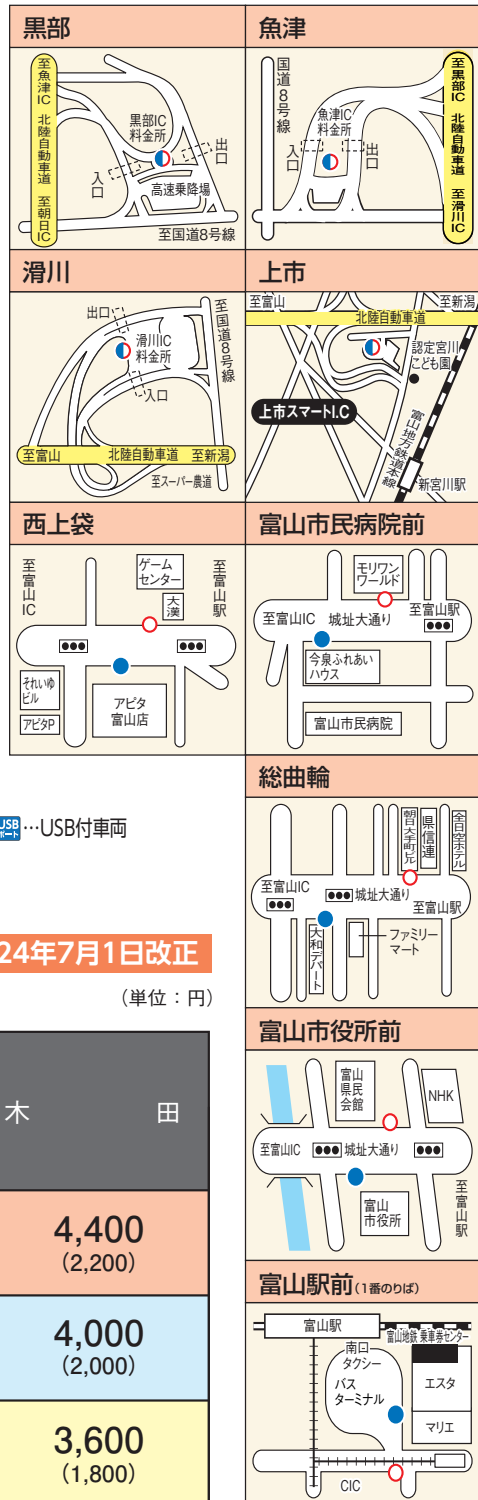 黒部
至魚津IC 北陸自動車道 至朝日IC
黒部IC
料金所
出口
入口
高速乗降場
至国道8号線
魚津
国道8号線
魚津IC
料金所
入口
出口
至黒部IC 北陸自動車道 至滑川IC
滑川
出口
滑川IC
料金所
入口
至国道8号線
至富山 北陸自動車道 至新潟
至スーパー農道
上市
至富山
至新潟
北陸自動車道
認定宮川
こども園
上市スマートI.C
富山地方鉄道本線
新宮川駅
西上袋
至富山IC
ゲーム
センター
大漢
至富山駅
それいゆ
ビル
アピタP
アピタ
富山店
富山市民病院前
モリワン
ワールド
至富山IC 城址大通り 至富山駅
今泉ふれあい
ハウス
富山市民病院
USB
ポート
…USB付車両
総曲輪
朝日大手町ビル
県信連
全日空ホテル
至富山IC
城址大通り
至富山駅
大和デパート
ファミリー
マート
24年7月1日改正
(単位：円)
木 田
4,400
(2,200)
4,000
(2,000)
3,600
(1,800)
富山市役所前
富山
県民
会館
NHK
至富山IC 城址大通り
至富山駅
富山
市役所
富山駅前(1番のりば)
富山駅
富山地鉄 乗車券センター
南口
タクシー
バス
ターミナル
エスタ
マリエ
CIC